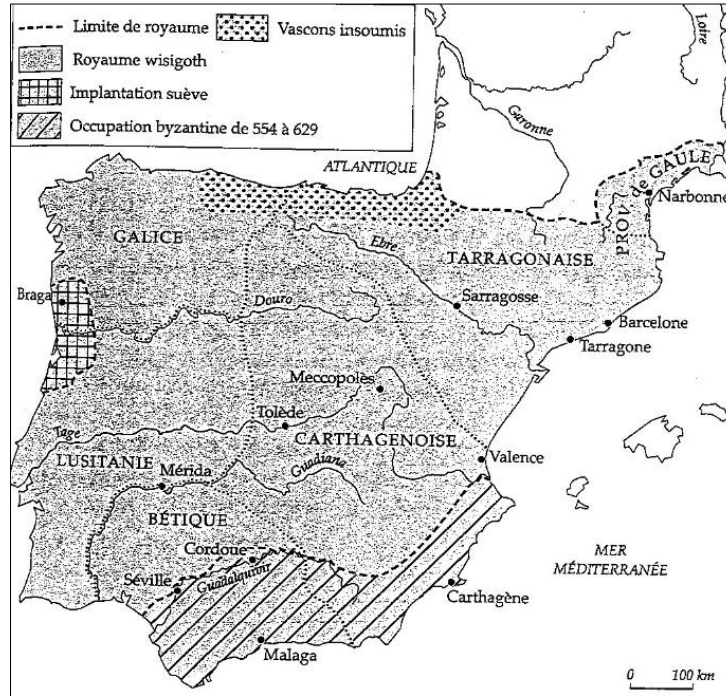 Limite de royaume
Vascons insoumis
Royaume wisigoth
Implantation suève
Occupation byzantine de 554 à 629
Loire
Garonne
ATLANTIQUE
PROV. de GAULE
Narbonne
GALICE
Ebre
TARRAGONAISE
Braga
Douro
Sarragosse
Barcelone
Tarragone
Meccopolès
Tolède
Tage
CARTHAGENOISE
LUSITANIE
Mérida
Guadiana
Valence
BÉTIQUE
Cordoue
MER
MÉDITERRANÉE
Séville
Guadalquivir
Carthagène
Malaga
0 100 km